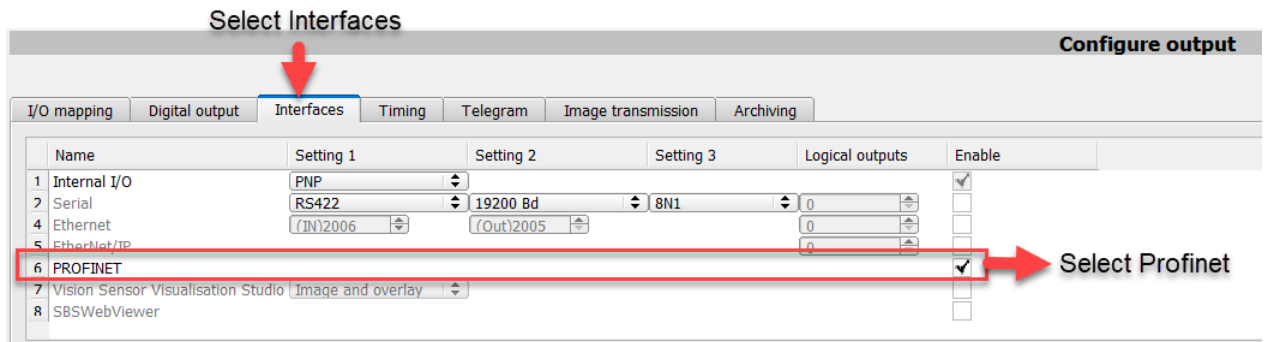 Select Interfaces
Configure output
I/O mapping Digital output Interfaces Timing Telegram Image transmission Archiving
Name Setting 1 Setting 2 Setting 3 Logical outputs Enable
1 Internal I/O PNP
2 Serial RS422 19200 Bd 8N1 0
4 Ethernet (IN)2006 (Out)2005 0
5 EtherNet/IP 0
6 PROFINET Select Profinet
7 Vision Sensor Visualisation Studio Image and overlay
8 SBSWebViewer